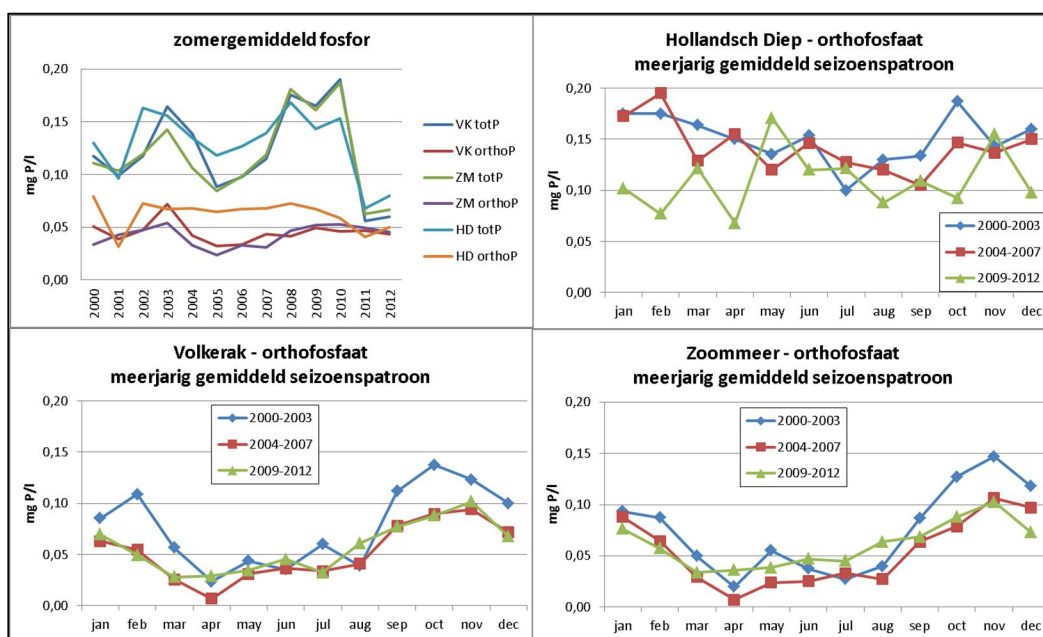 zomergemiddeld fosfor
mg P/l
0,20
0,15
0,10
0,05
0,00
2000
2001
2002
2003
2004
2005
2006
2007
2008
2009
2010
2011
2012
VK totP
VK orthoP
ZM totP
ZM orthoP
HD totP
HD orthoP
Hollandsch Diep - orthofosfaat
meerjarig gemiddeld seizoenspatroon
mg P/l
0,20
0,15
0,10
0,05
0,00
2000-2003
2004-2007
2009-2012
jan feb mar apr may jun jul aug sep oct nov dec
Volkerak - orthofosfaat
meerjarig gemiddeld seizoenspatroon
mg P/l
0,20
0,15
0,10
0,05
0,00
2000-2003
2004-2007
2009-2012
jan feb mar apr may jun jul aug sep oct nov dec
Zoommeer - orthofosfaat
meerjarig gemiddeld seizoenspatroon
mg P/l
0,20
0,15
0,10
0,05
0,00
2000-2003
2004-2007
2009-2012
jan feb mar apr may jun jul aug sep oct nov dec